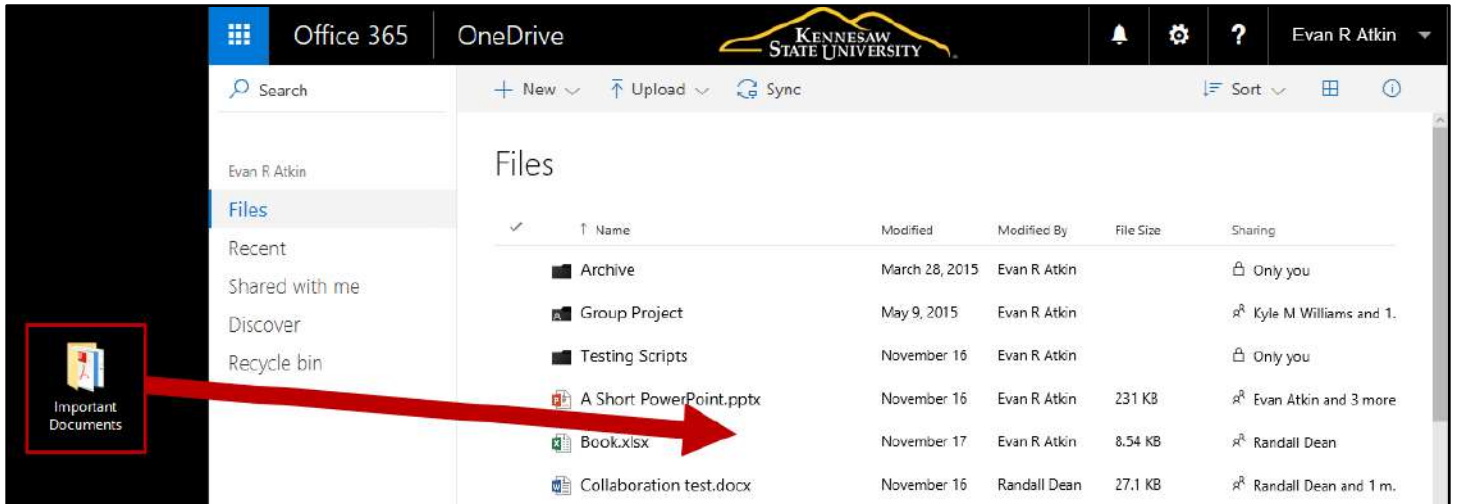 Office 365
OneDrive
KENNESAW
STATE UNIVERSITY
?
Evan R Atkin
Search
New
Upload
Sync
Sort
Evan R Atkin
Files
Recent
Shared with me
Discover
Recycle bin
Important
Documents
Files
Name Modified Modified By File Size Sharing
Archive March 28, 2015 Evan R Atkin Only you
Group Project May 9, 2015 Evan R Atkin Kyle M Williams and 1.
Testing Scripts November 16 Evan R Atkin Only you
A Short PowerPoint.pptx November 16 Evan R Atkin 231 KB Evan Atkin and 3 more
Book.xlsx November 17 Evan R Atkin 8.54 KB Randall Dean
Collaboration test.docx November 16 Randall Dean 27.1 KB Randall Dean and 1 m.